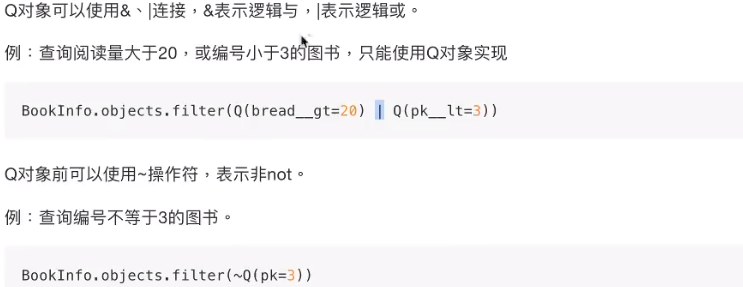 Q对象可以使用&、|连接，&表示逻辑与，|表示逻辑或。
例：查询阅读量大于20，或编号小于3的图书，只能使用Q对象实现
BookInfo.objects.filter(Q(bread__gt=20) | Q(pk__lt=3))
Q对象前可以使用~操作符，表示非not。
例：查询编号不等于3的图书。
BookInfo.objects.filter(~Q(pk=3))